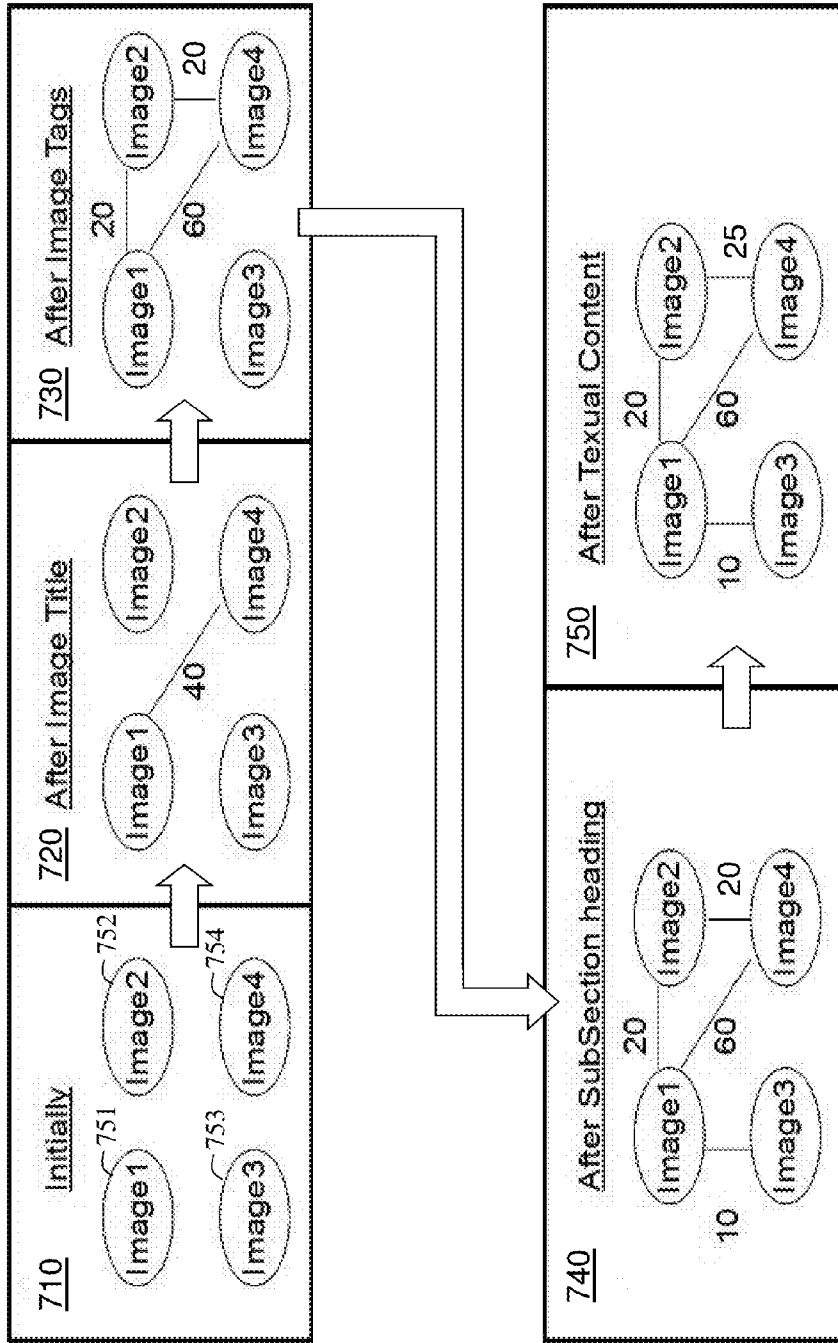 710
Initially
751
752
Image1
Image2
753
754
Image3
Image4
720
After Image Title
Image1
Image2
40
Image3
Image4
730
After Image Tags
20
Image1
Image2
60
20
Image3
Image4
740
After SubSection heading
20
Image1
Image2
60
20
10
Image3
Image4
750
After Texual Content
20
Image1
Image2
60
25
10
Image3
Image4